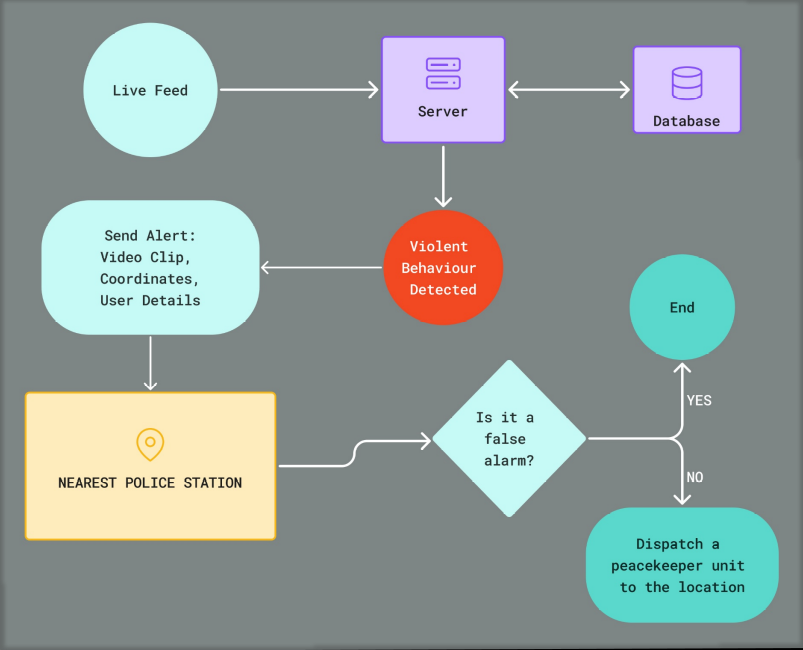 Live Feed
Server
Database
Violent
Behaviour
Detected
Send Alert:
Video Clip,
Coordinates,
User Details
NEAREST POLICE STATION
Is it a
false
alarm?
YES
End
NO
Dispatch a
peacekeeper unit
to the location